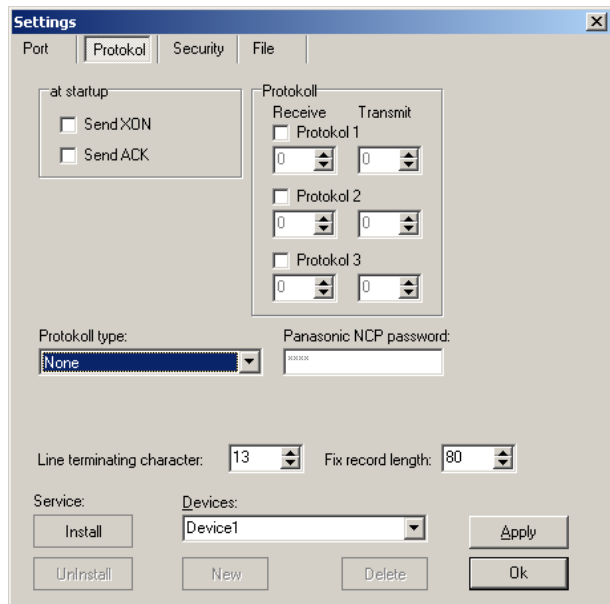 Settings
Port Protokol Security File
at startup
Send XON
Send ACK
Protokoll
Receive Transmit
Protokol 1
0 0
Protokol 2
0 0
Protokol 3
0 0
Protokoll type: Panasonic NCP password:
None ××××
Line terminating character: 13 Fix record length: 80
Service: Devices:
Install Device1 Apply
UnInstall New Delete Ok